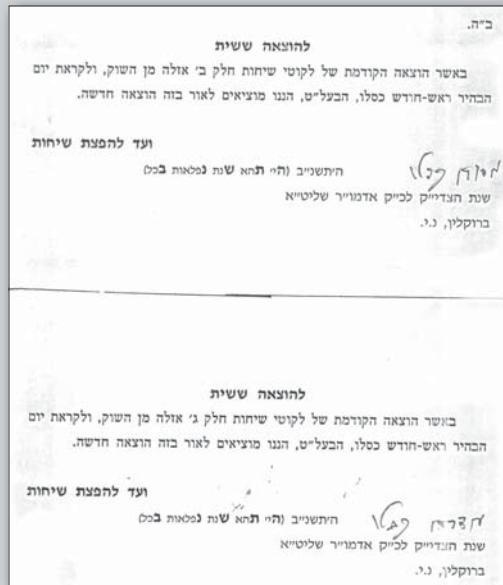 ב"ה.
להוצאה ששית
באשר הוצאה הקודמת של לקוטי שיחות חלק ב' אזלה מן השוק, ולקראת יום
הבהיר ראש-חודש כסלו, הבעל"ט, הננו מוציאים לאור בזה הוצאה חדשה.
ועד להפצת שיחות
ה'תשנ"ב (הי' תהא שנת נפלאות בכל)
שנת הצדי"ק לכ"ק אדמו"ר שליט"א
ברוקלין, נ.י.
להוצאה ששית
באשר הוצאה הקודמת של לקוטי שיחות חלק ג' אזלה מן השוק, ולקראת יום
הבהיר ראש-חודש כסלו, הבעל"ט, הננו מוציאים לאור בזה הוצאה חדשה.
ועד להפצת שיחות
ה'תשנ"ב (הי' תהא שנת נפלאות בכל)
שנת הצדי"ק לכ"ק אדמו"ר שליט"א
ברוקלין, נ.י.